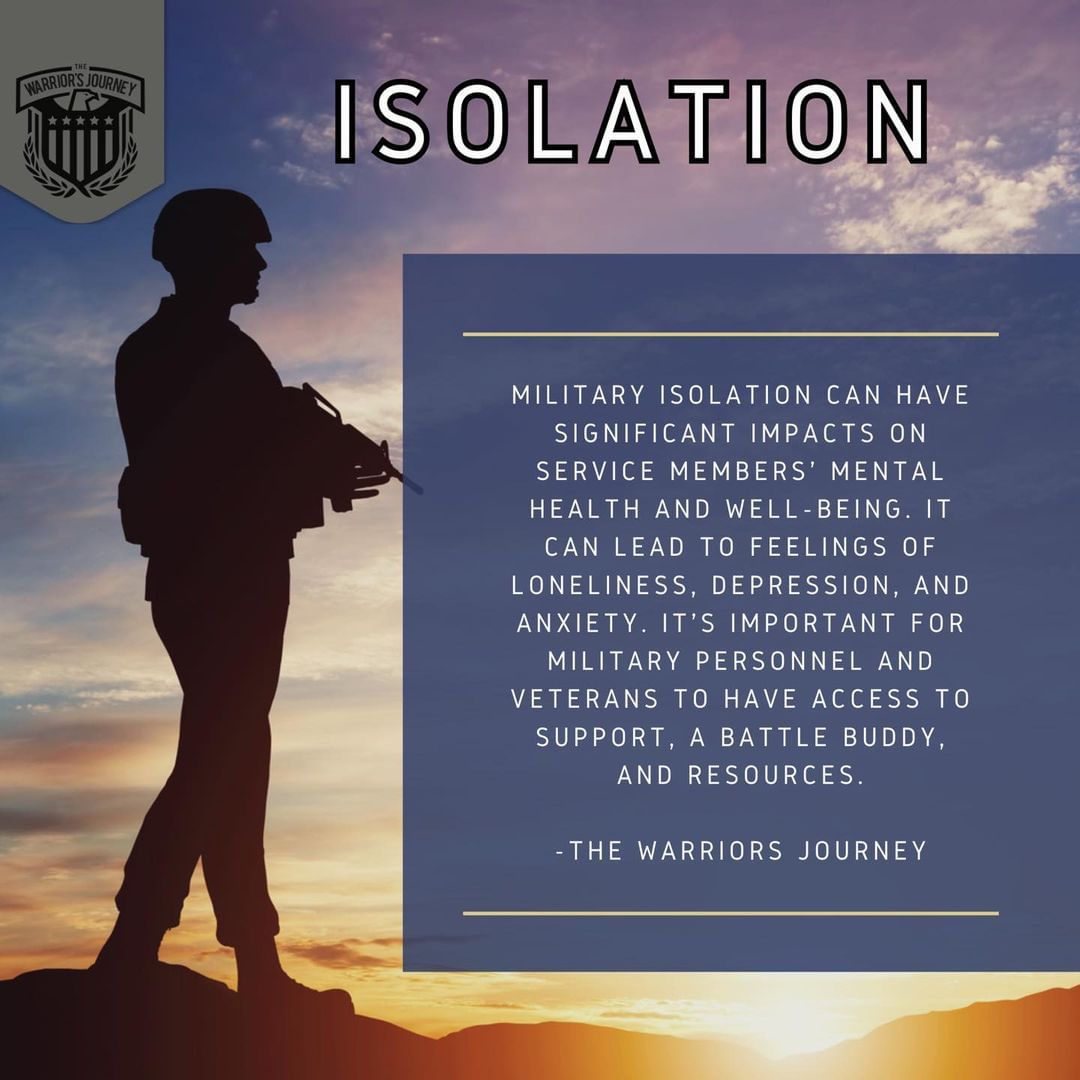 THE
WARRIOR'S JOURNEY
ISOLATION
MILITARY ISOLATION CAN HAVE
SIGNIFICANT IMPACTS ON
SERVICE MEMBERS’ MENTAL
HEALTH AND WELL-BEING. IT
CAN LEAD TO FEELINGS OF
LONELINESS, DEPRESSION, AND
ANXIETY. IT’S IMPORTANT FOR
MILITARY PERSONNEL AND
VETERANS TO HAVE ACCESS TO
SUPPORT, A BATTLE BUDDY,
AND RESOURCES.
-THE WARRIORS JOURNEY